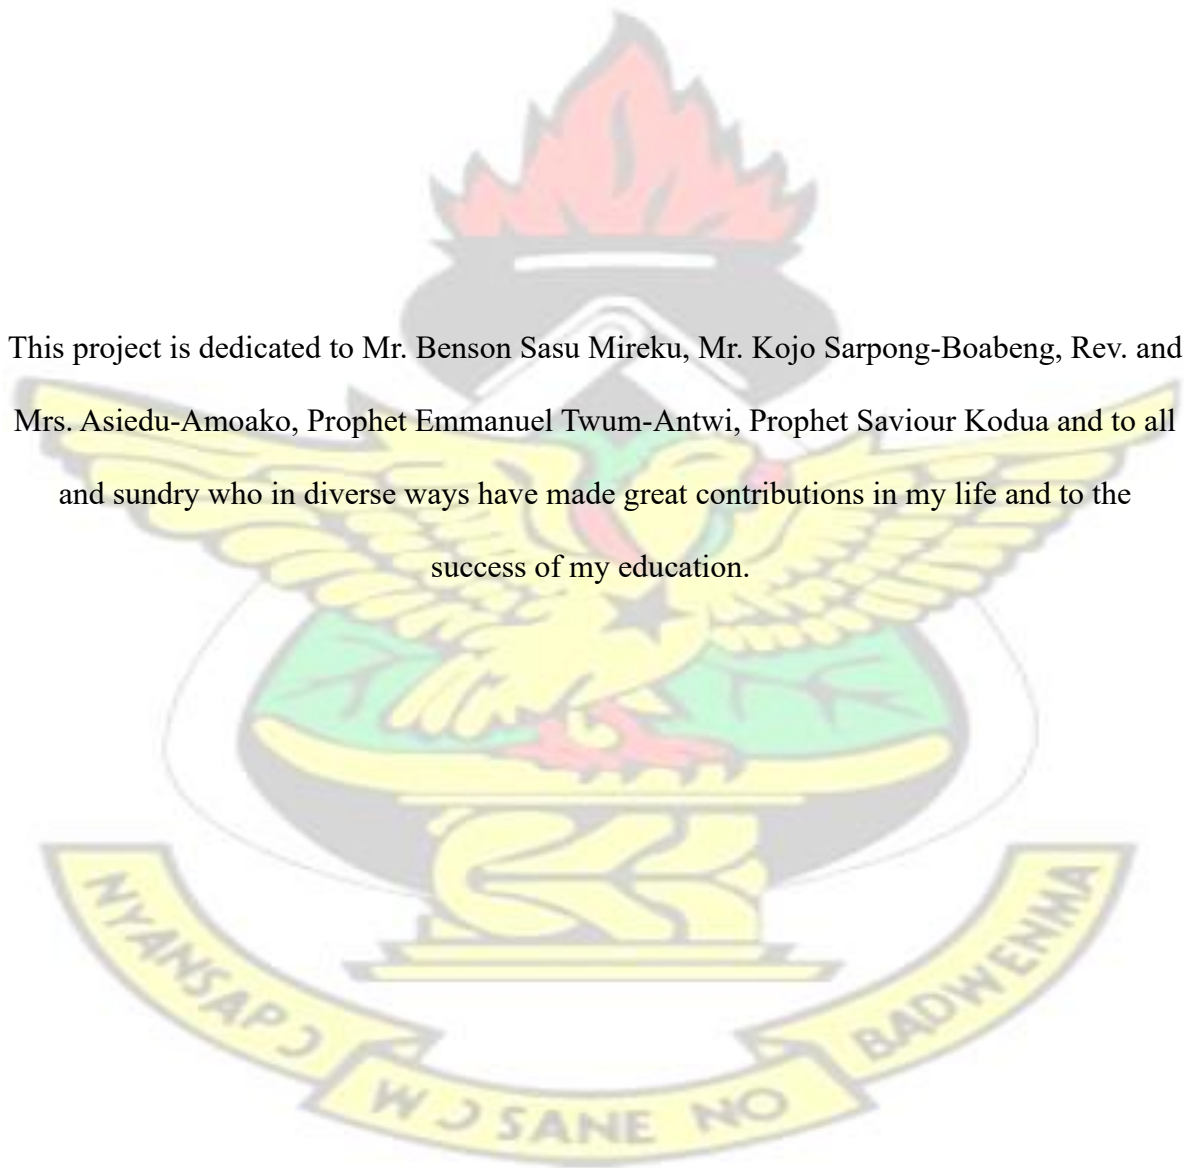 This project is dedicated to Mr. Benson Sasu Mireku, Mr. Kojo Sarpong-Boabeng, Rev. and
Mrs. Asiedu-Amoako, Prophet Emmanuel Twum-Antwi, Prophet Saviour Kodua and to all
and sundry who in diverse ways have made great contributions in my life and to the
success of my education.
NYANSAPƆ
WƆSANE NO
BADWENMA